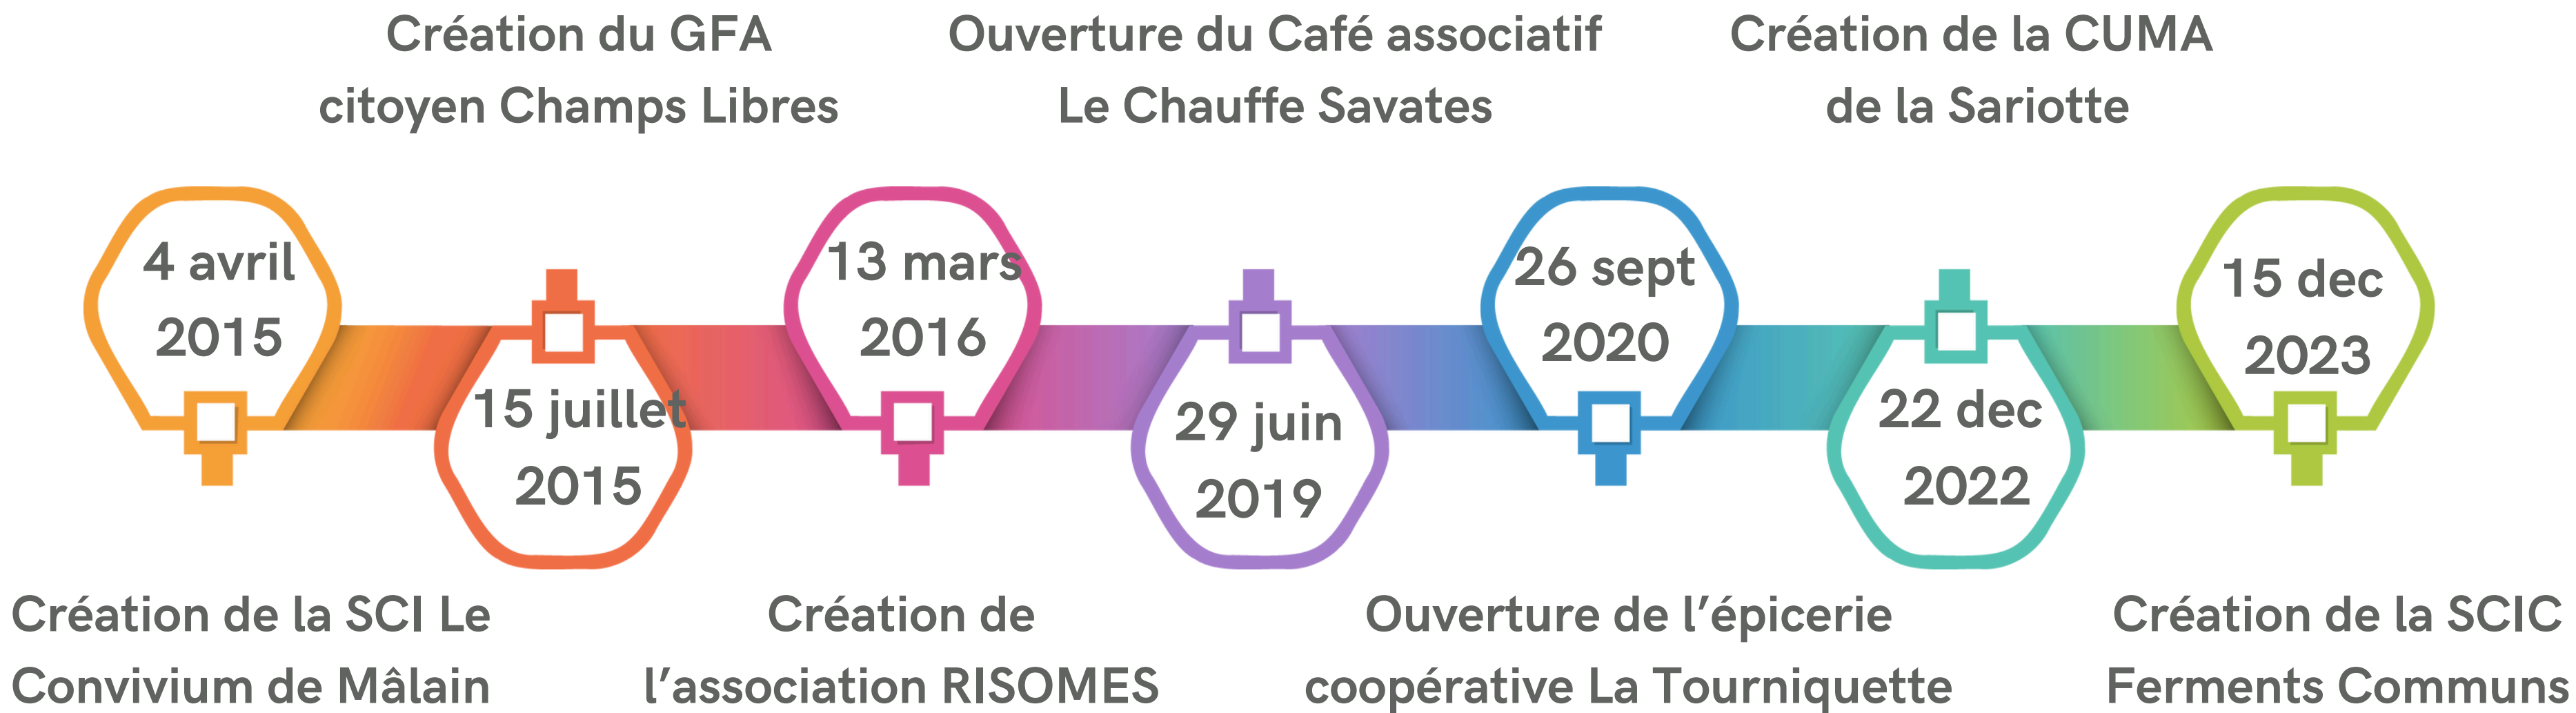 Création du GFA
citoyen Champs Libres
Ouverture du Café associatif
Le Chauffe Savates
Création de la CUMA
de la Sariotte
4 avril
2015
15 juillet
2015
13 mars
2016
29 juin
2019
26 sept
2020
22 dec
2022
15 dec
2023
Création de la SCI Le
Convivium de Mâlain
Création de
l’association RISOMES
Ouverture de l’épicerie
coopérative La Tourniquette
Création de la SCIC
Ferments Communs